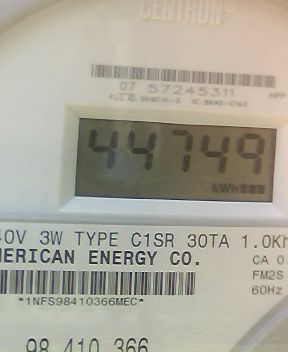 CENTRON®
07 57245311
44749
kWh
40V 3W TYPE C1SR 30TA 1.0Kh
MERICAN ENERGY CO.
CA 0.
FM2S
60Hz
*1NFS98410366MEC*
98 410 366